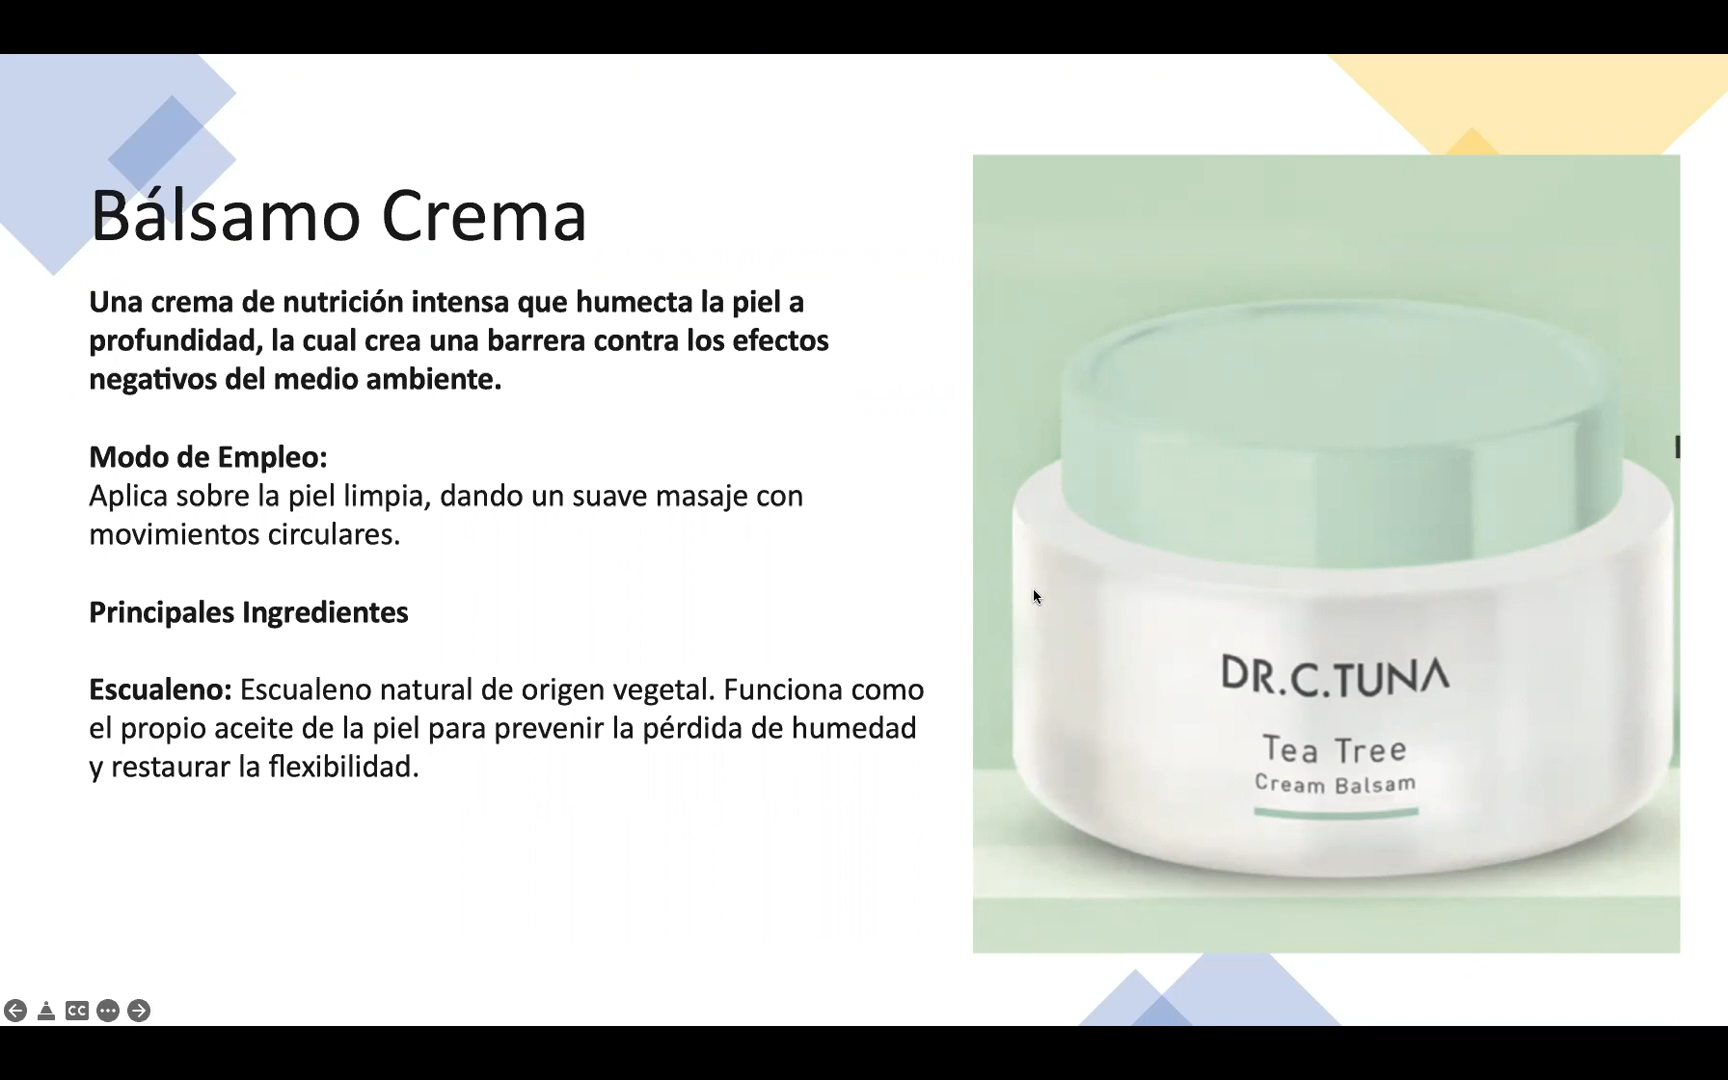 Bálsamo Crema
Una crema de nutrición intensa que humecta la piel a
profundidad, la cual crea una barrera contra los efectos
negativos del medio ambiente.
Modo de Empleo:
Aplica sobre la piel limpia, dando un suave masaje con
movimientos circulares.
Principales Ingredientes
Escualeno: Escualeno natural de origen vegetal. Funciona como
el propio aceite de la piel para prevenir la pérdida de humedad
y restaurar la flexibilidad.
DR.C.TUNA
Tea Tree
Cream Balsam
CC